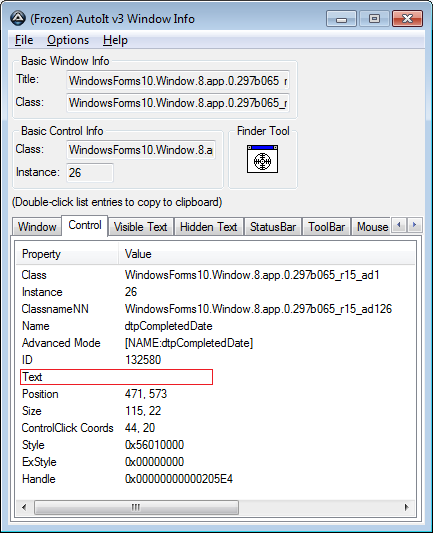 (Frozen) AutoIt v3 Window Info
File Options Help
Basic Window Info
Title: WindowsForms10.Window.8.app.0.297b065_r
Class: WindowsForms10.Window.8.app.0.297b065_r
Basic Control Info
Class: WindowsForms10.Window.8.a
Instance: 26
Finder Tool
(Double-click list entries to copy to clipboard)
Window Control Visible Text Hidden Text StatusBar ToolBar Mouse
Property Value
Class WindowsForms10.Window.8.app.0.297b065_r15_ad1
Instance 26
ClassnameNN WindowsForms10.Window.8.app.0.297b065_r15_ad126
Name dtpCompletedDate
Advanced Mode [NAME:dtpCompletedDate]
ID 132580
Text
Position 471, 573
Size 115, 22
ControlClick Coords 44, 20
Style 0x56010000
ExStyle 0x00000000
Handle 0x00000000000205E4